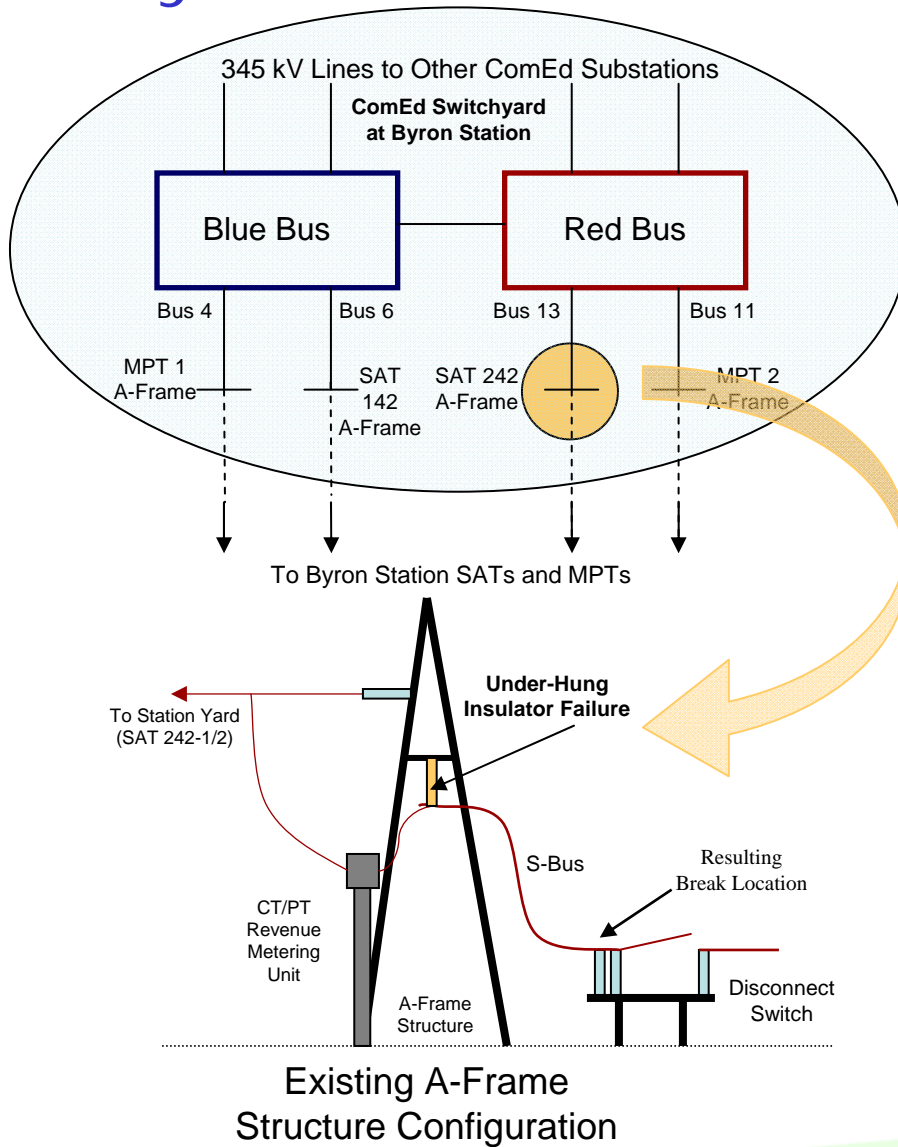 345 kV Lines to Other ComEd Substations
ComEd Switchyard
at Byron Station
Blue Bus
Red Bus
Bus 4
Bus 6
Bus 13
Bus 11
MPT 1
A-Frame
SAT
142
A-Frame
SAT 242
A-Frame
MPT 2
A-Frame
To Byron Station SATs and MPTs
Under-Hung
Insulator Failure
To Station Yard
(SAT 242-1/2)
S-Bus
Resulting
Break Location
CT/PT
Revenue
Metering
Unit
A-Frame
Structure
Disconnect
Switch
Existing A-Frame
Structure Configuration